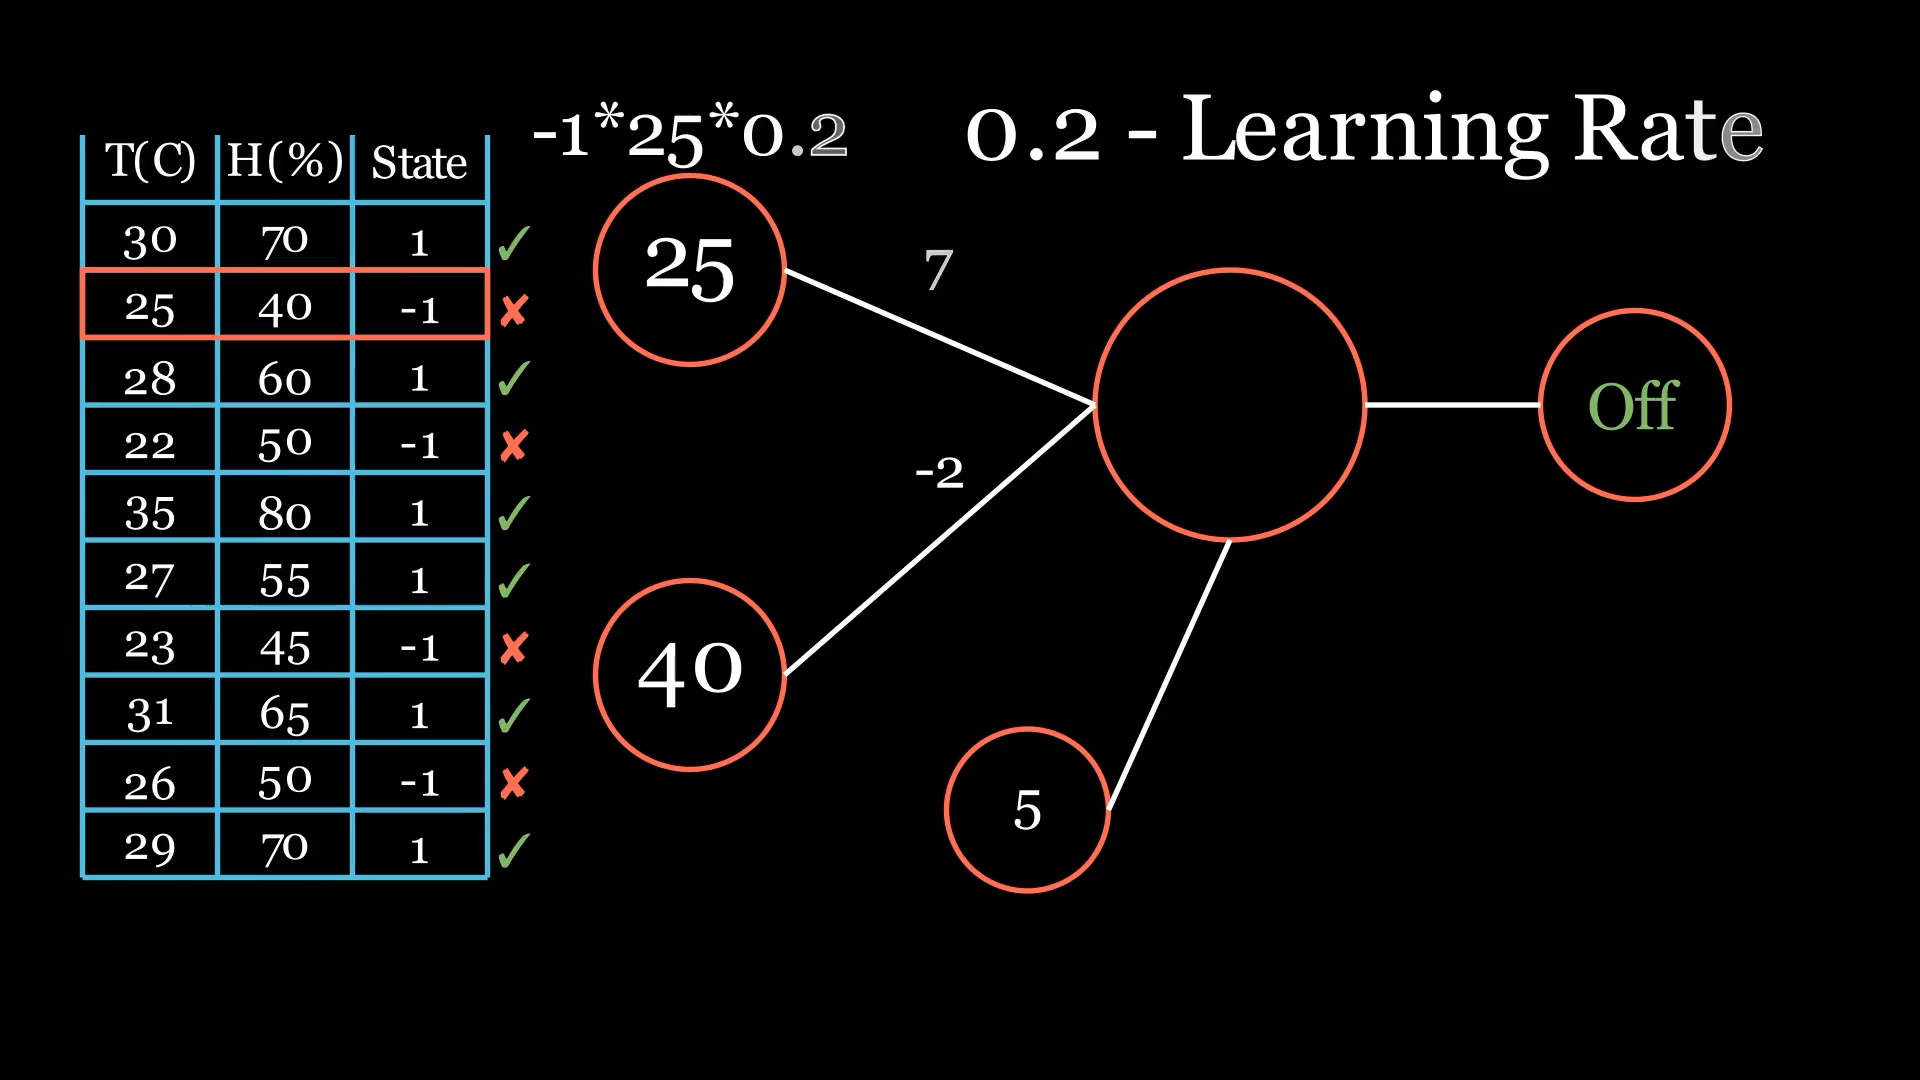 -1*25*0.2
0.2 - Learning Rate
T(C) H(%) State
30 70 1 ✓
25 40 -1 ✘
28 60 1 ✓
22 50 -1 ✘
35 80 1 ✓
27 55 1 ✓
23 45 -1 ✘
31 65 1 ✓
26 50 -1 ✘
29 70 1 ✓
25
7
-2
40
5
Off